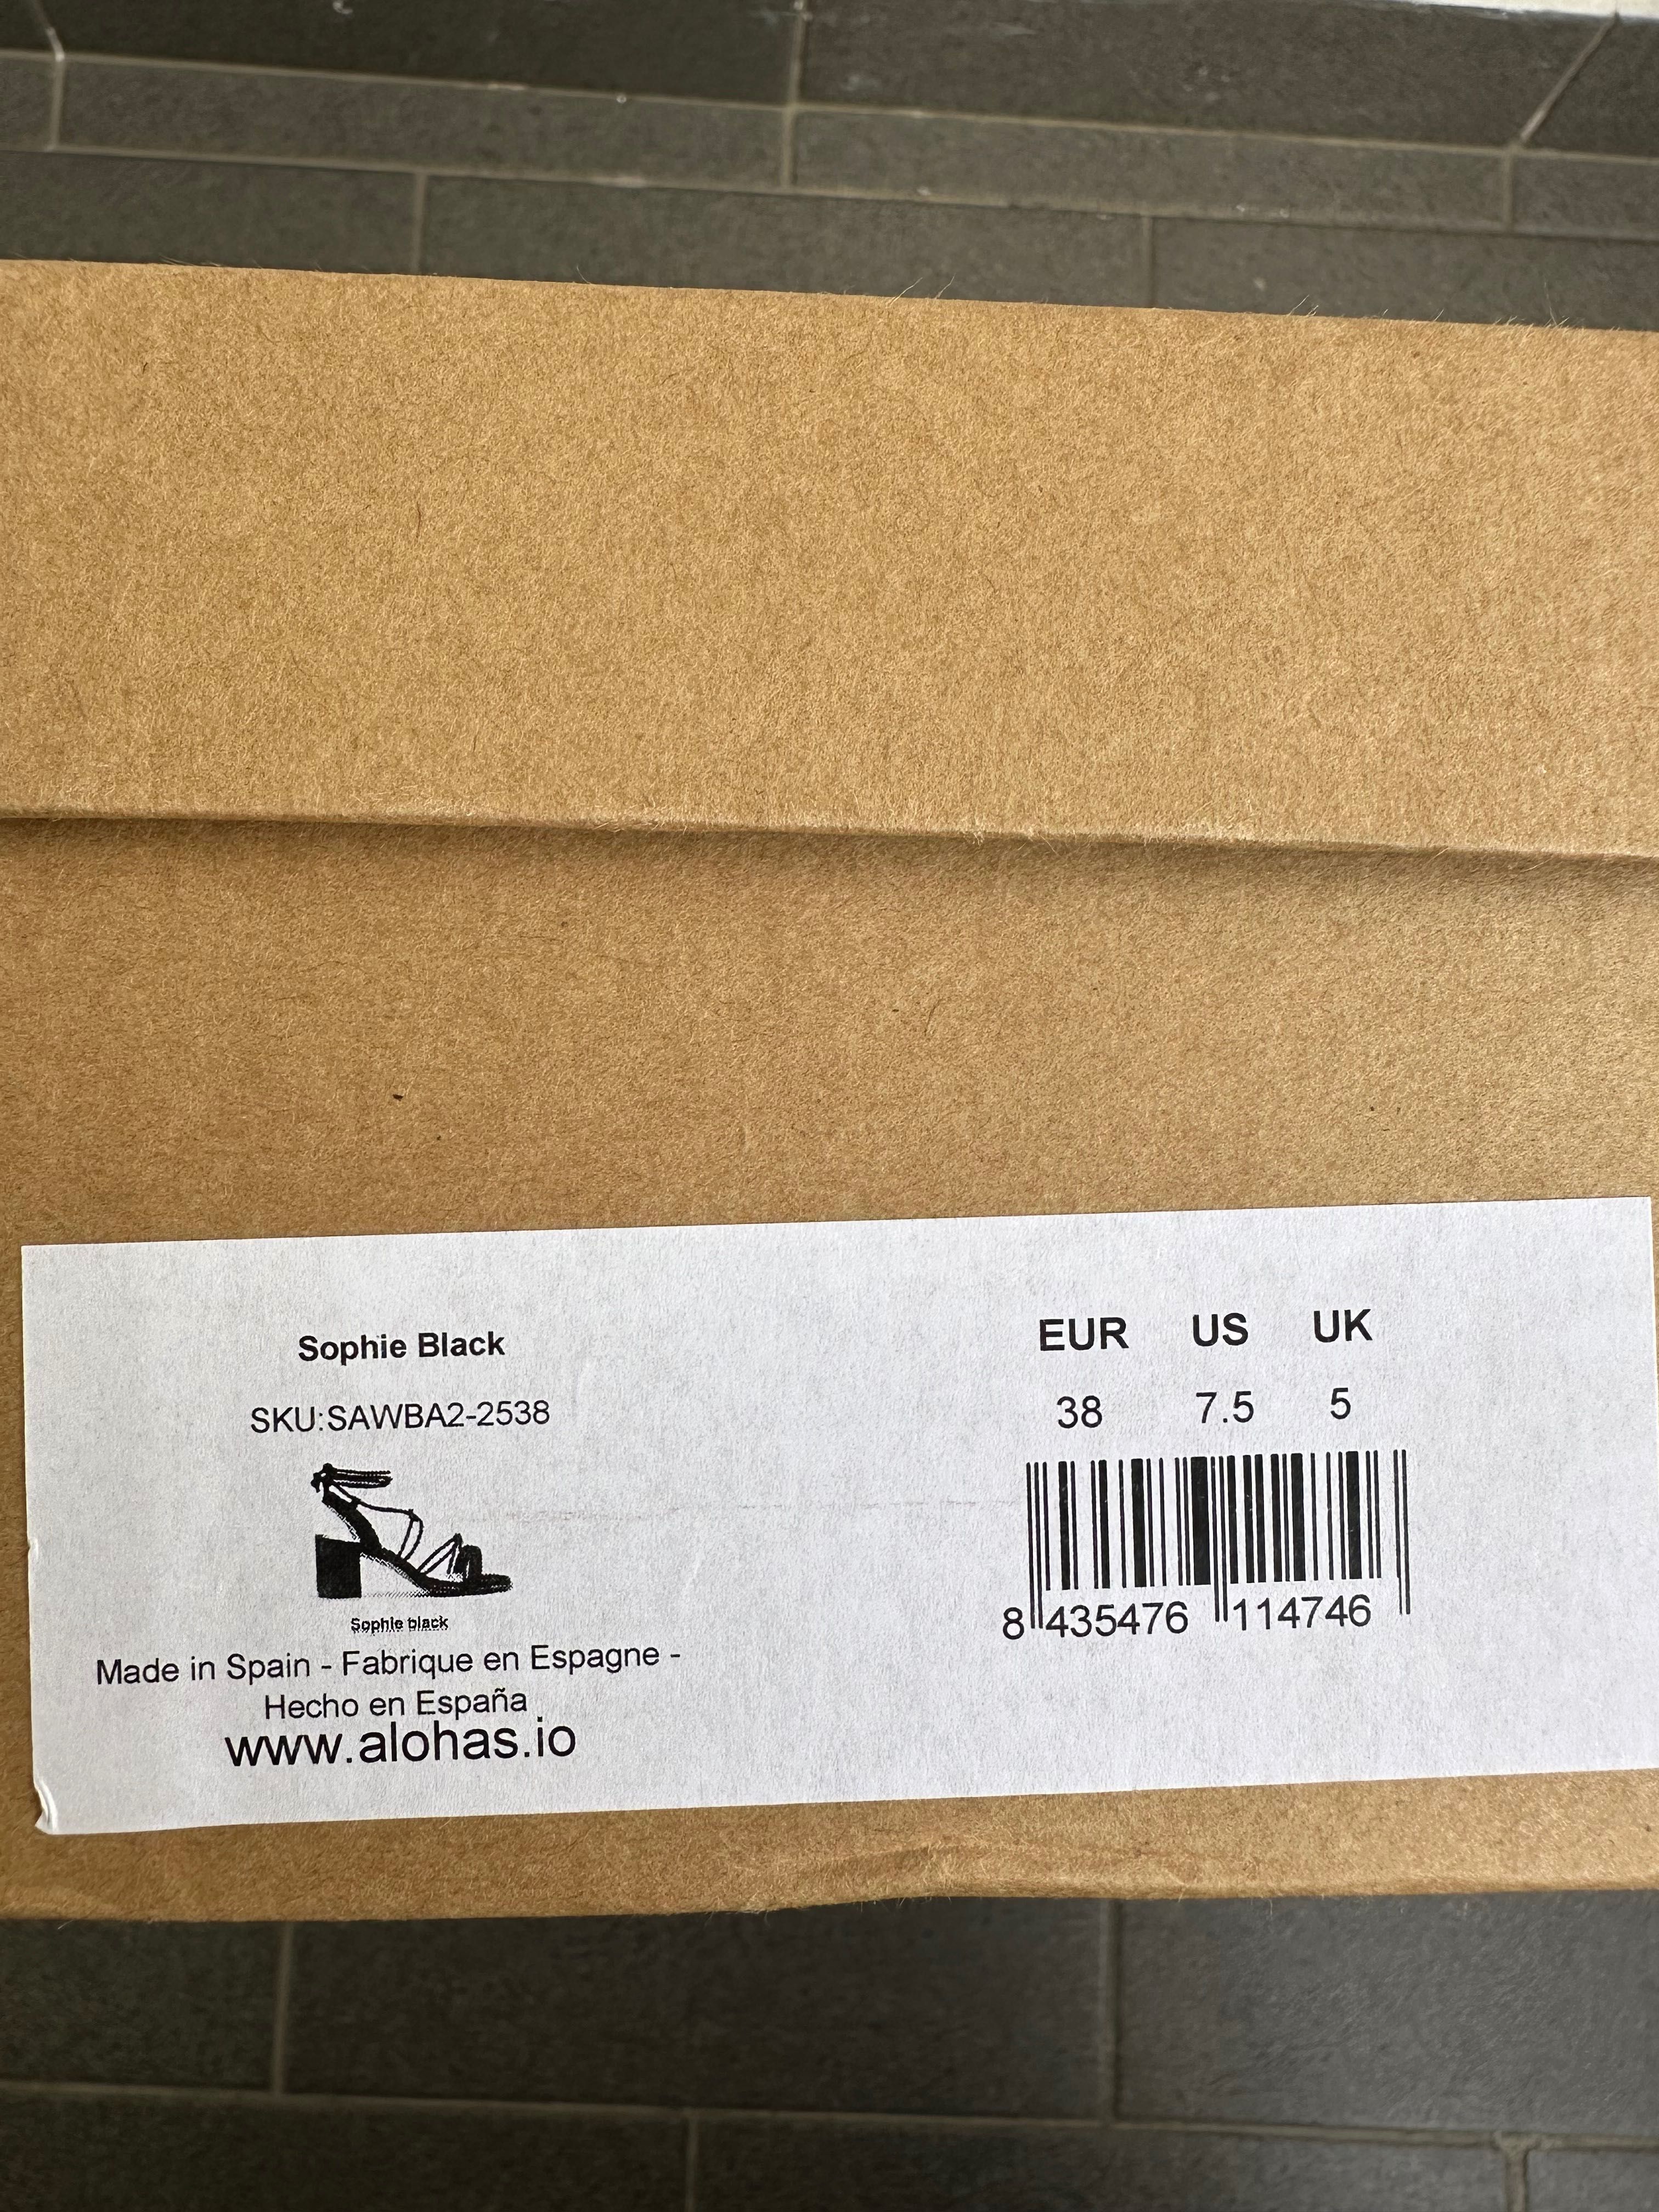 Sophie Black
SKU:SAWBA2-2538
Sophie black
Made in Spain - Fabrique en Espagne -
Hecho en España
www.alohas.io
EUR US UK
38 7.5 5
8 435476 114746